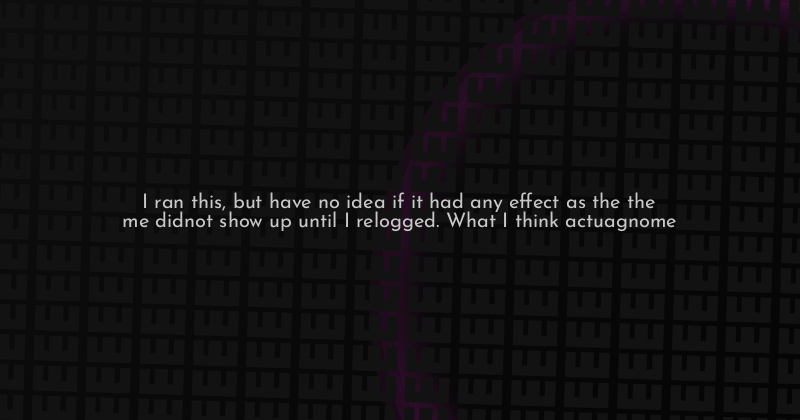 I ran this, but have no idea if it had any effect as the the
me didnot show up until I relogged. What I think actuagnome